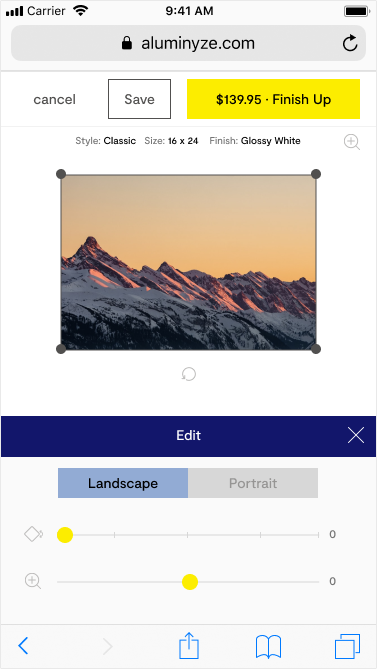 Carrier 9:41 AM
aluminyze.com
cancel Save $139.95 · Finish Up
Style: Classic Size: 16 x 24 Finish: Glossy White
Edit
Landscape Portrait
0
0